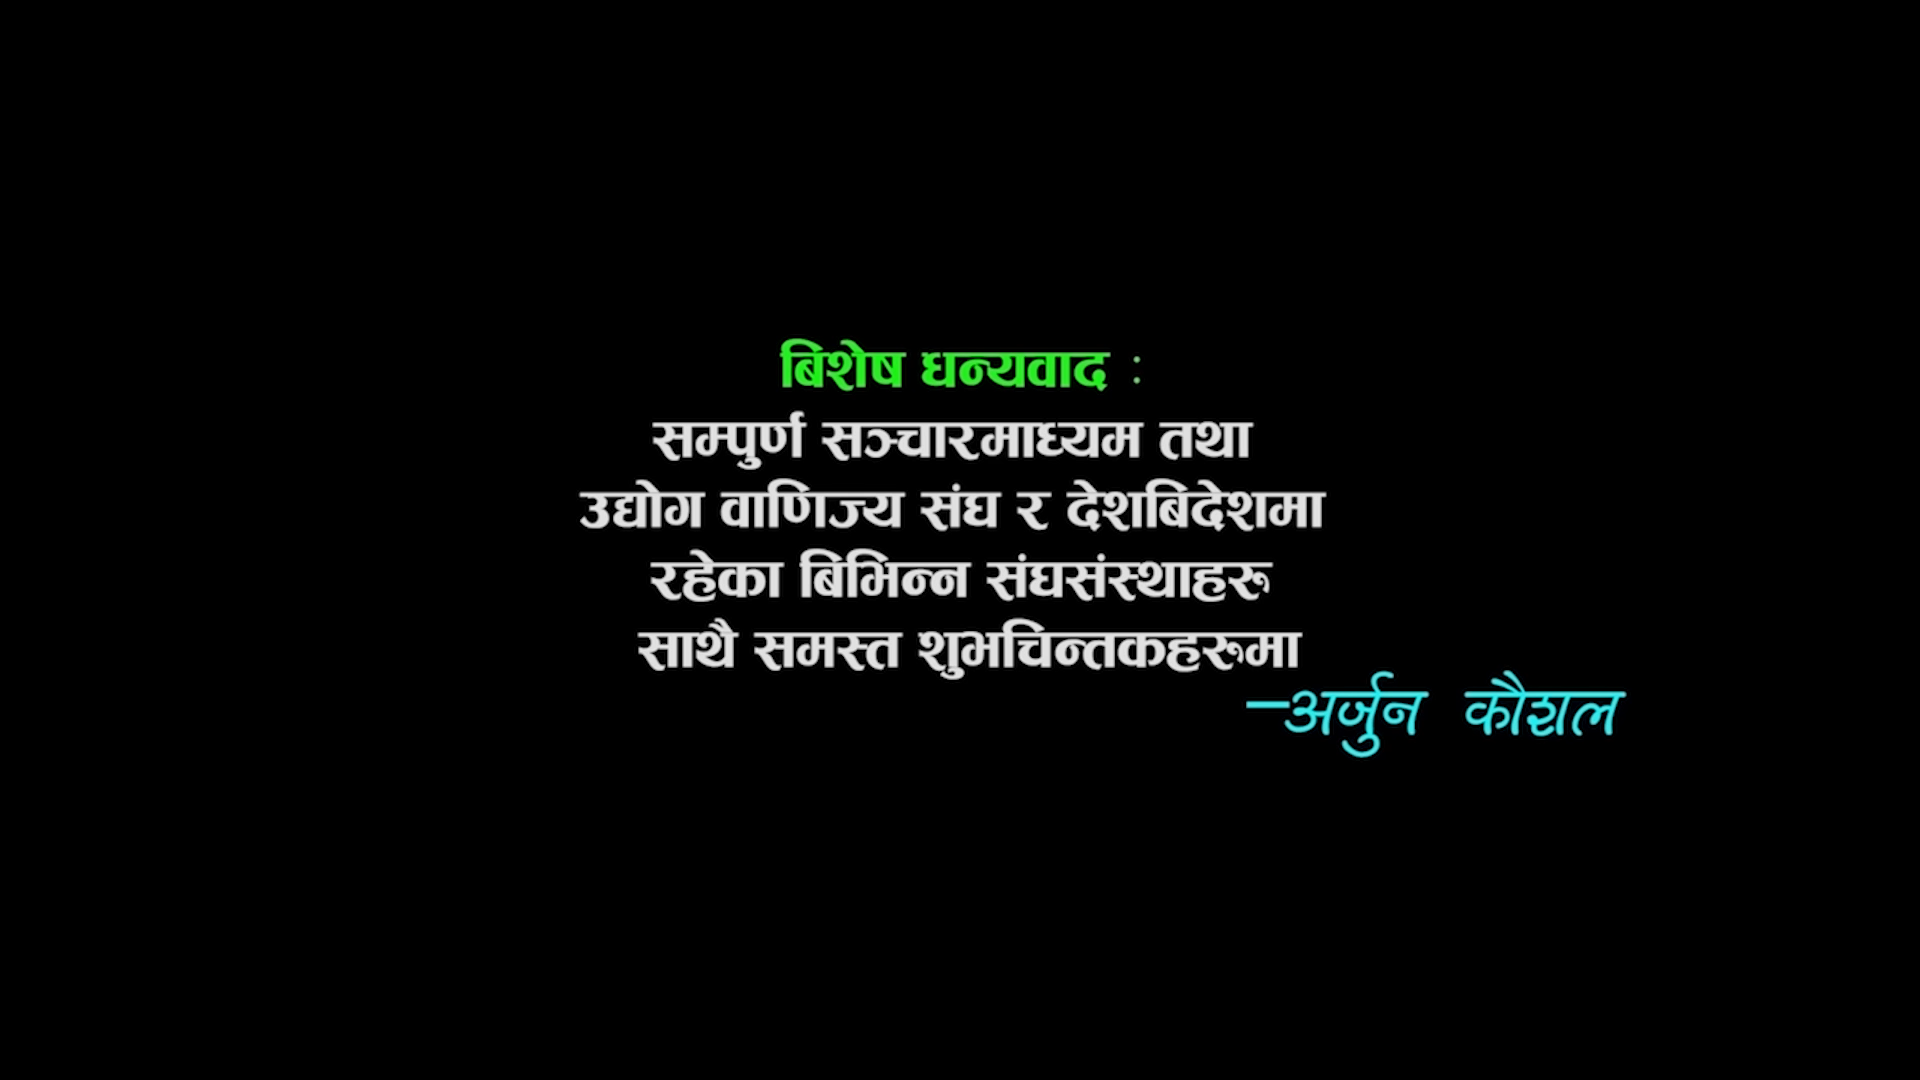 बिशेष धन्यवाद :
सम्पुर्ण सञ्चारमाध्यम तथा
उद्योग वाणिज्य संघ र देशबिदेशमा
रहेका बिभिन्न संघसंस्थाहरु
साथै समस्त शुभचिन्तकहरुमा
–अर्जुन कौशल